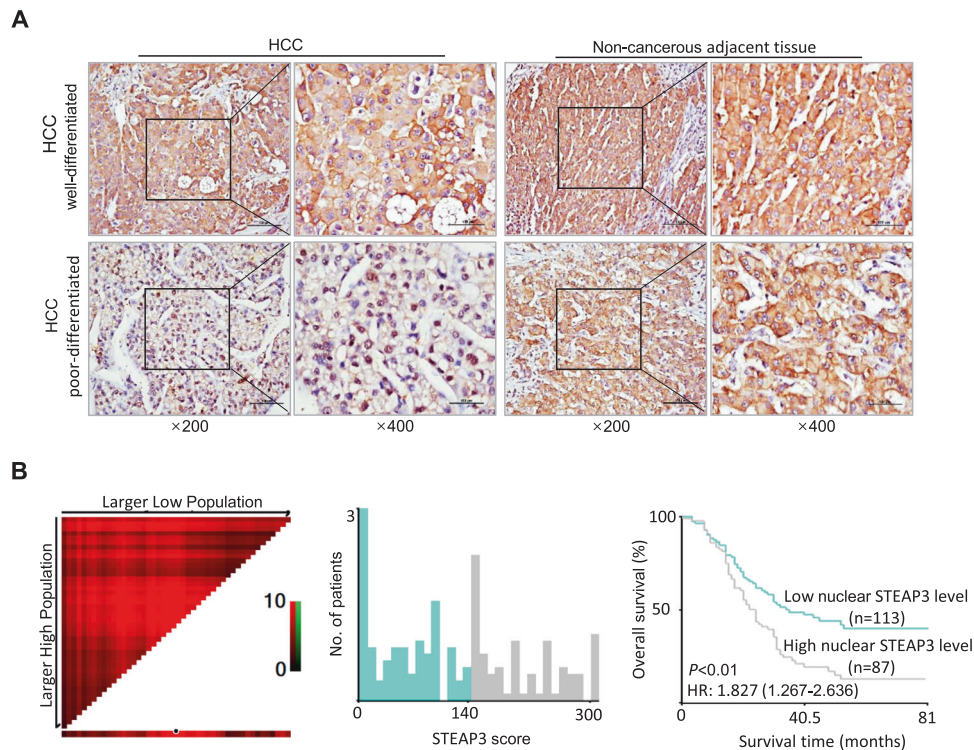 A
HCC
Non-cancerous adjacent tissue
HCC
well-differentiated
HCC
poor-differentiated
×200
×400
×200
×400
B
Larger Low Population
Larger High Population
10
0
3
No. of patients
0
140
300
STEAP3 score
100
50
0
Overall survival (%)
Low nuclear STEAP3 level
(n=113)
High nuclear STEAP3 level
(n=87)
P<0.01
HR: 1.827 (1.267-2.636)
0
40.5
81
Survival time (months)